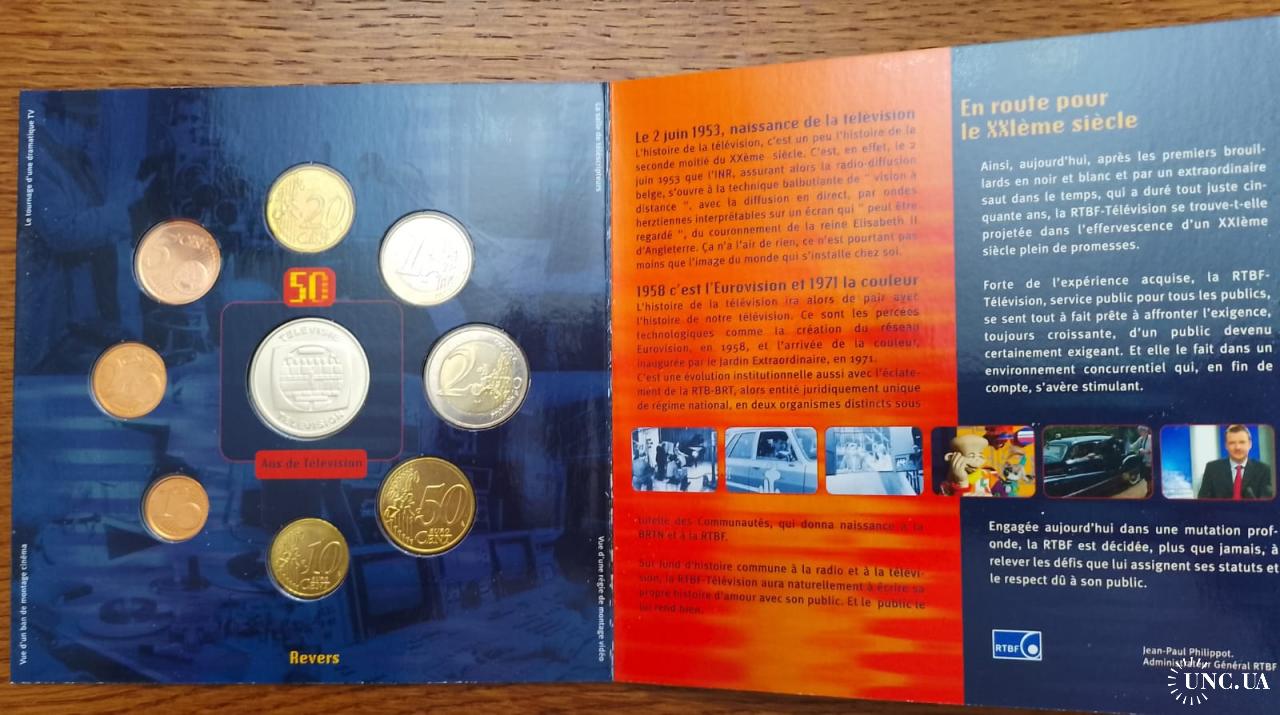 Le tournage d'une dramatique TV
La salle de téléscripteurs
20
EURO
CENT
5
1
EURO
50
ANS
TÉLÉVISIE
TELEVISION
2
2
EURO
Ans de Télévision
1
50
EURO
CENT
10
EURO
CENT
Vue d'un ban de montage cinéma
Vue d'une régie de montage vidéo
Revers
Le 2 juin 1953, naissance de la télévision
L'histoire de la télévision, c'est un peu l'histoire de la
seconde moitié du XXème siècle. C'est, en effet, le 2
juin 1953 que l'INR, assurant alors la radio-diffusion
belge, s'ouvre à la technique balbutiante de " vision à
distance ", avec la diffusion en direct, par ondes
herztiennes interprétables sur un écran qui " peut être
regardé ", du couronnement de la reine Elisabeth II
d'Angleterre. Ça n'a l'air de rien, ce n'est pourtant pas
moins que l'image du monde qui s'installe chez soi.
1958 c'est l'Eurovision et 1971 la couleur
L'histoire de la télévision ira alors de pair avec
l'histoire de notre télévision. Ce sont les percées
technologiques comme la création du réseau
Eurovision, en 1958, et l'arrivée de la couleur,
inaugurée par le Jardin Extraordinaire, en 1971.
C'est une évolution institutionnelle aussi avec l'éclate-
ment de la RTB-BRT, alors entité juridiquement unique
de régime national, en deux organismes distincts sous
tutelle des Communautés, qui donna naissance à la
BRTN et à la RTBF.
Sur fond d'histoire commune à la radio et à la télévi-
sion, la RTBF-Télévision aura naturellement à écrire sa
propre histoire d'amour avec son public. Et le public le
lui rend bien.
En route pour
le XXIème siècle
Ainsi, aujourd'hui, après les premiers brouil-
lards en noir et blanc et par un extraordinaire
saut dans le temps, qui a duré tout juste cin-
quante ans, la RTBF-Télévision se trouve-t-elle
projetée dans l'effervescence d'un XXIème
siècle plein de promesses.
Forte de l'expérience acquise, la RTBF-
Télévision, service public pour tous les publics,
se sent tout à fait prête à affronter l'exigence,
toujours croissante, d'un public devenu
certainement exigeant. Et elle le fait dans un
environnement concurrentiel qui, en fin de
compte, s'avère stimulant.
Engagée aujourd'hui dans une mutation prof-
onde, la RTBF est décidée, plus que jamais, à
relever les défis que lui assignent ses statuts et
le respect dû à son public.
RTBF
Jean-Paul Philippot.
Administrateur Général RTBF
UNC.UA